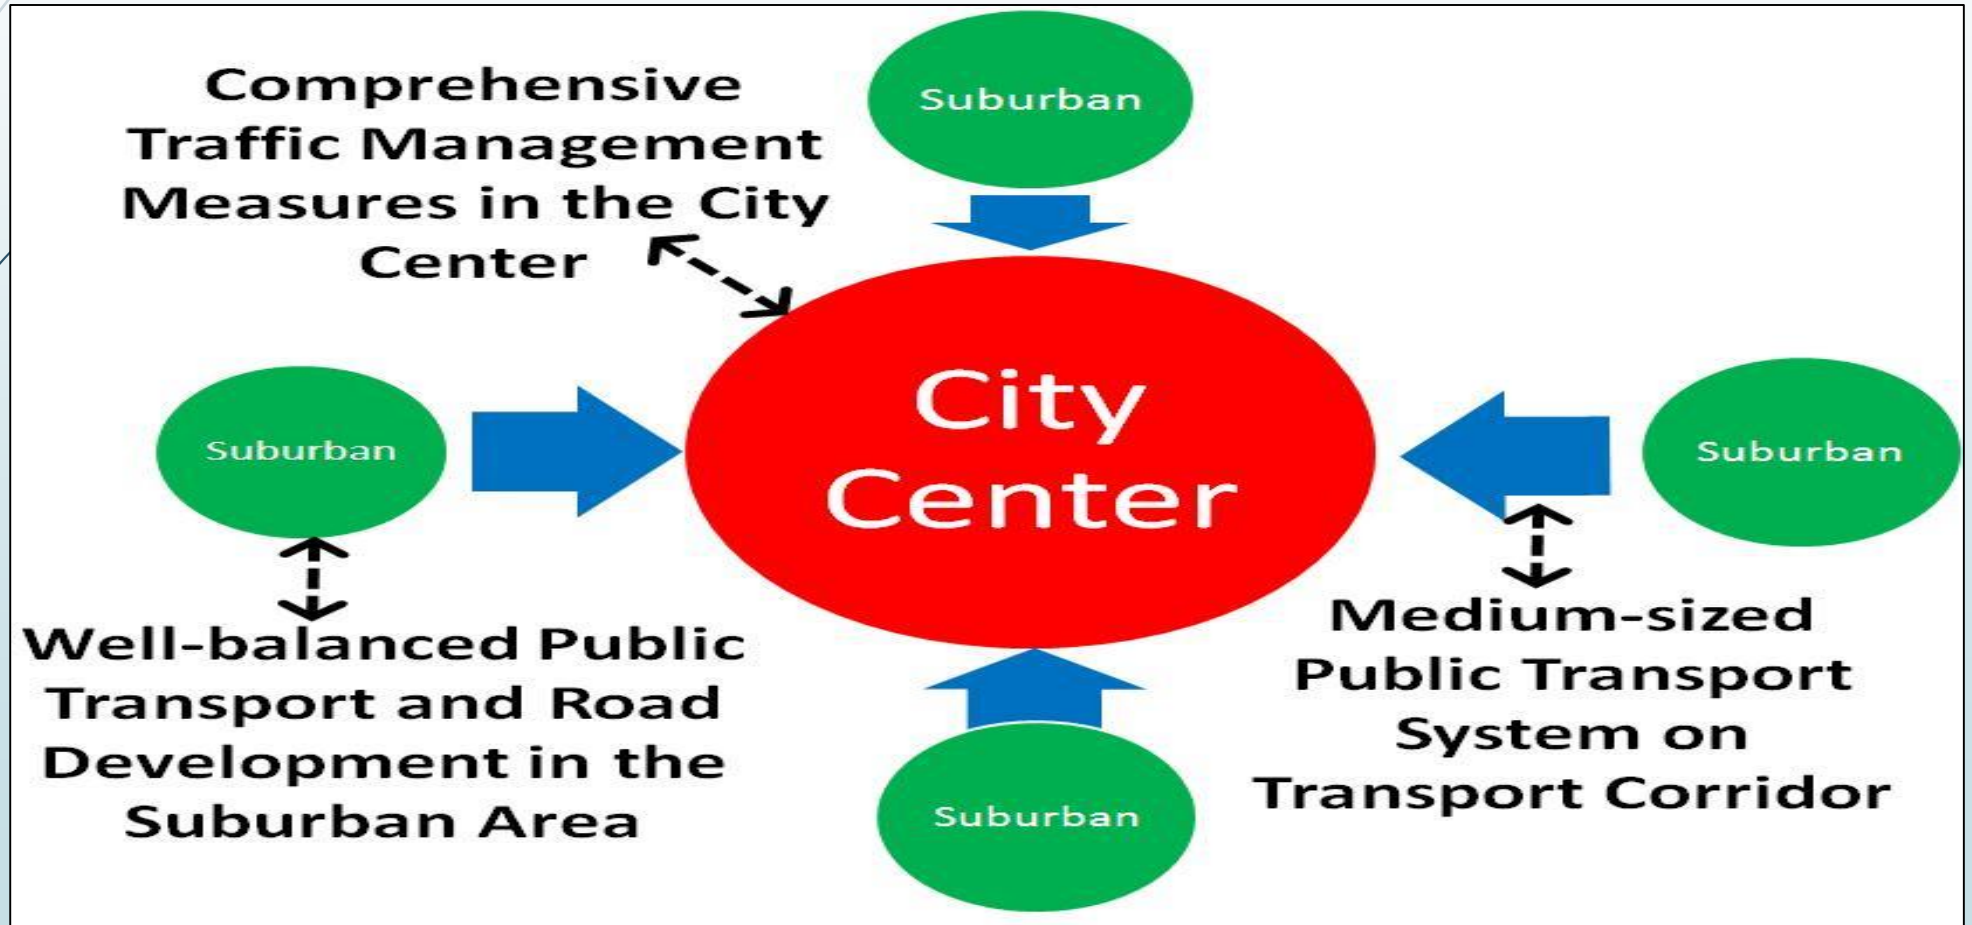 Suburban
Comprehensive
Traffic Management
Measures in the City
Center
City
Center
Suburban
Suburban
Well-balanced Public
Transport and Road
Development in the
Suburban Area
Medium-sized
Public Transport
System on
Transport Corridor
Suburban